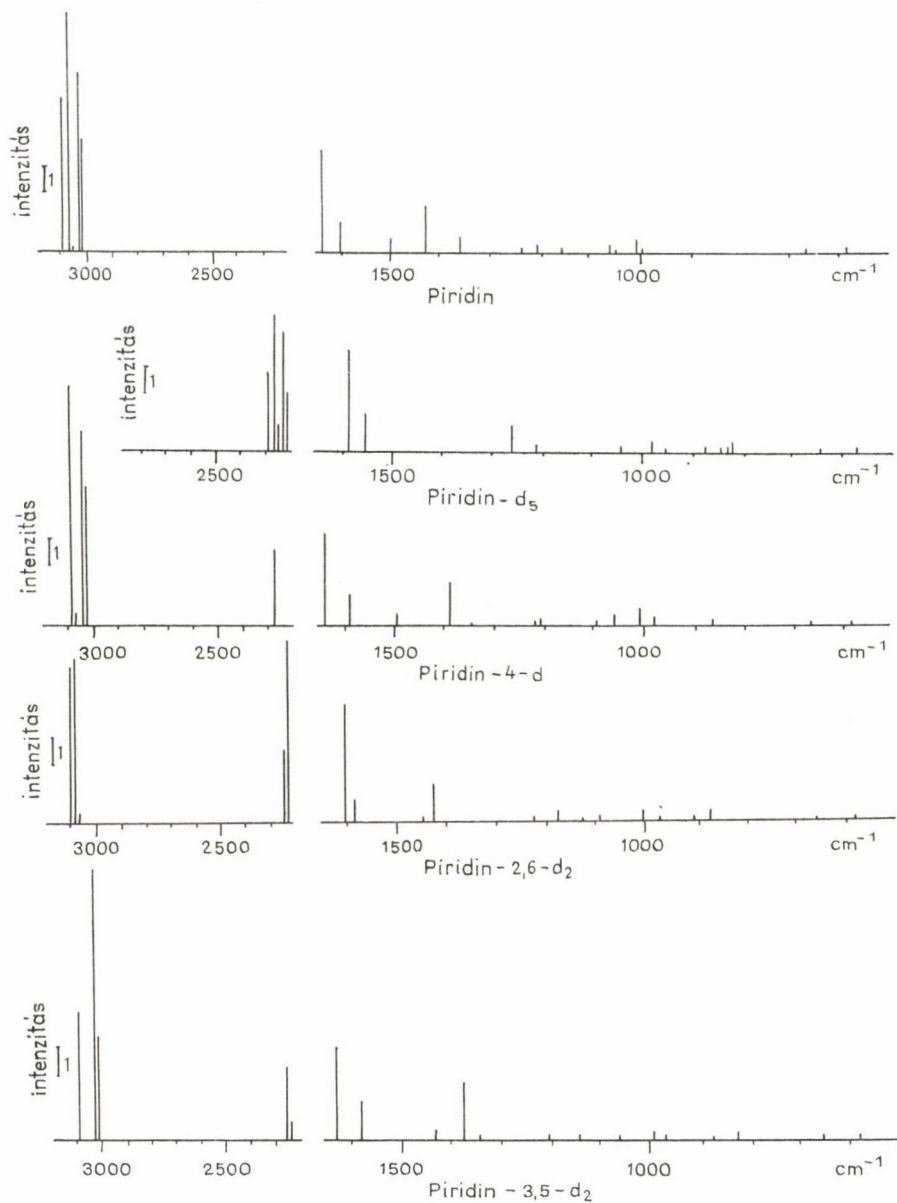 intenzitás
1
3000 2500 1500 1000 cm⁻¹
Piridin
intenzitás
1
2500 1500 1000 cm⁻¹
Piridin - d₅
intenzitás
1
3000 2500 1500 1000 cm⁻¹
Piridin - 4 - d
intenzitás
1
3000 2500 1500 1000 cm⁻¹
Piridin - 2,6 - d₂
intenzitás
1
3000 2500 1500 1000 cm⁻¹
Piridin - 3,5 - d₂